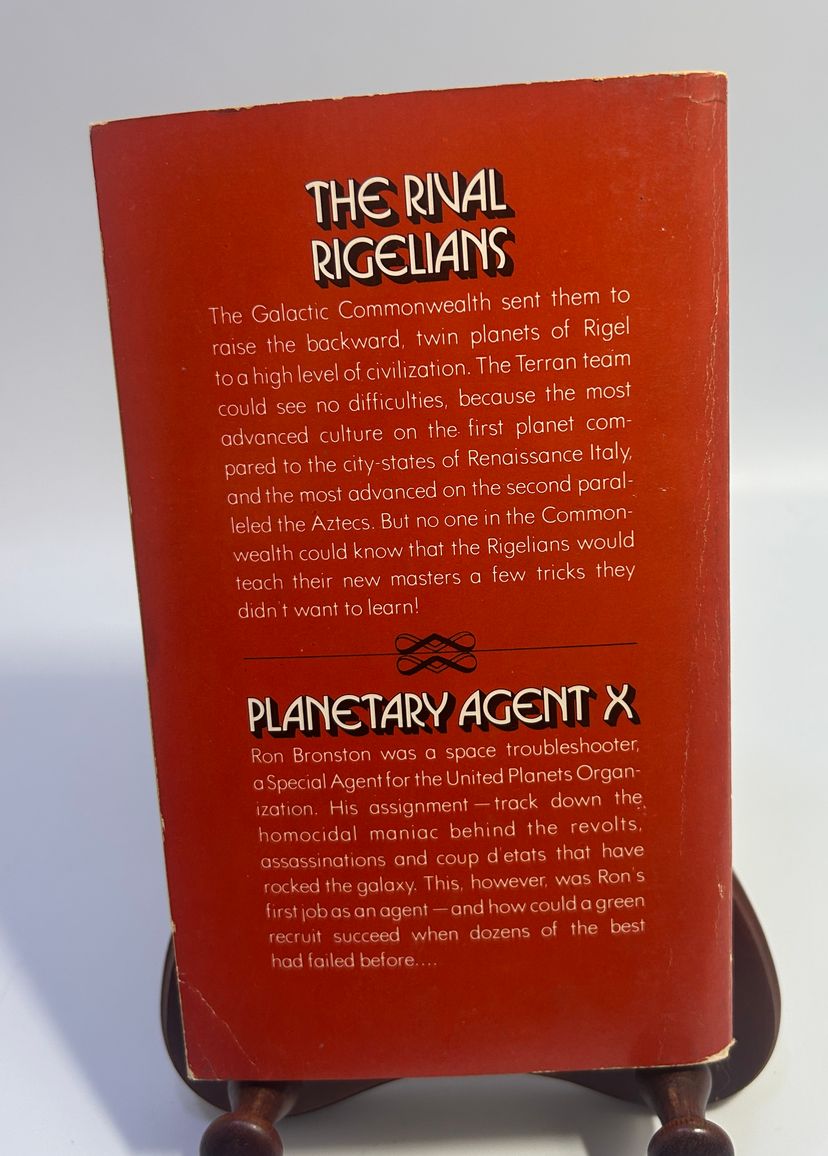 THE RIVAL
RIGELIANS
The Galactic Commonwealth sent them to
raise the backward, twin planets of Rigel
to a high level of civilization. The Terran team
could see no difficulties, because the most
advanced culture on the first planet com-
pared to the city-states of Renaissance Italy,
and the most advanced on the second paral-
leled the Aztecs. But no one in the Common-
wealth could know that the Rigelians would
teach their new masters a few tricks they
didn't want to learn!
PLANETARY AGENT X
Ron Bronston was a space troubleshooter,
a Special Agent for the United Planets Organ-
ization. His assignment — track down the
homocidal maniac behind the revolts,
assassinations and coup d'etats that have
rocked the galaxy. This, however, was Ron's
first job as an agent — and how could a green
recruit succeed when dozens of the best
had failed before....